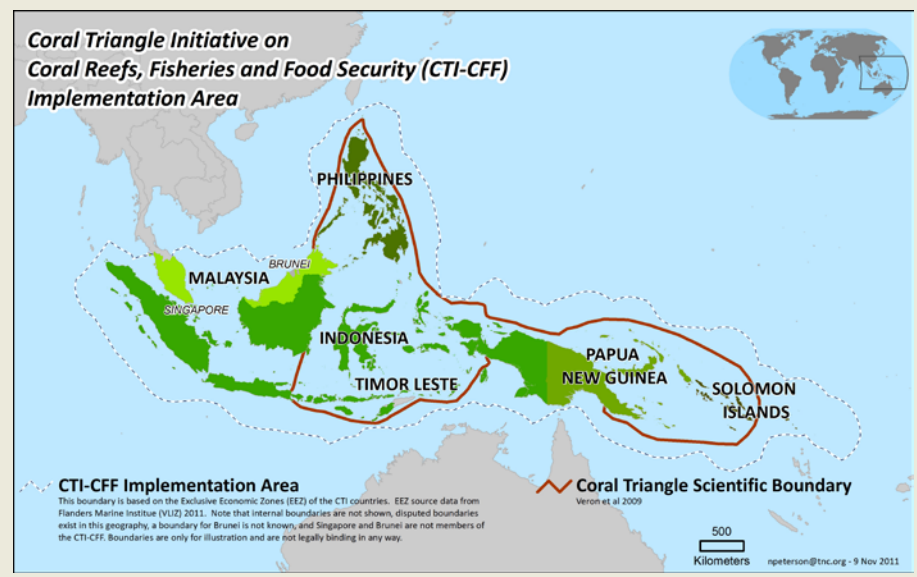 Coral Triangle Initiative on
Coral Reefs, Fisheries and Food Security (CTI-CFF)
Implementation Area
PHILIPPINES
BRUNEI
MALAYSIA
SINGAPORE
INDONESIA
PAPUA
NEW GUINEA
TIMOR LESTE
SOLOMON
ISLANDS
CTI-CFF Implementation Area
This boundary is based on the Exclusive Economic Zones (EEZ) of the CTI countries. EEZ source data from
Flanders Marine Institue (VLIZ) 2011. Note that internal boundaries are not shown, disputed boundaries
exist in this geography, a boundary for Brunei is not known, and Singapore and Brunei are not members of
the CTI-CFF. Boundaries are only for illustration and are not legally binding in any way.
Coral Triangle Scientific Boundary
Veron et al 2009
500
Kilometers
npeterson@tnc.org - 9 Nov 2011